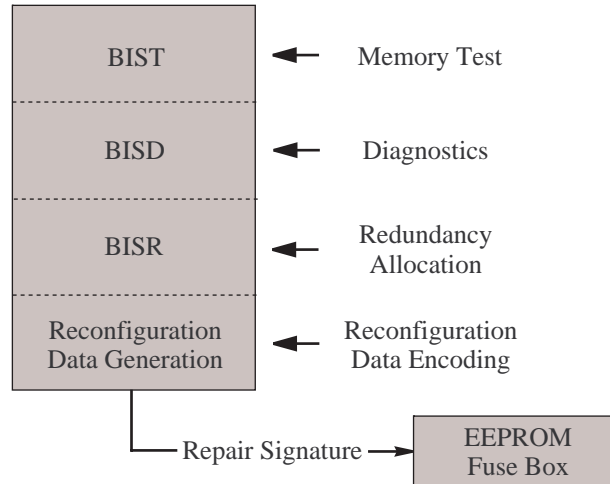 BIST
Memory Test
BISD
Diagnostics
BISR
Redundancy
Allocation
Reconfiguration
Data Generation
Reconfiguration
Data Encoding
Repair Signature
EEPROM
Fuse Box